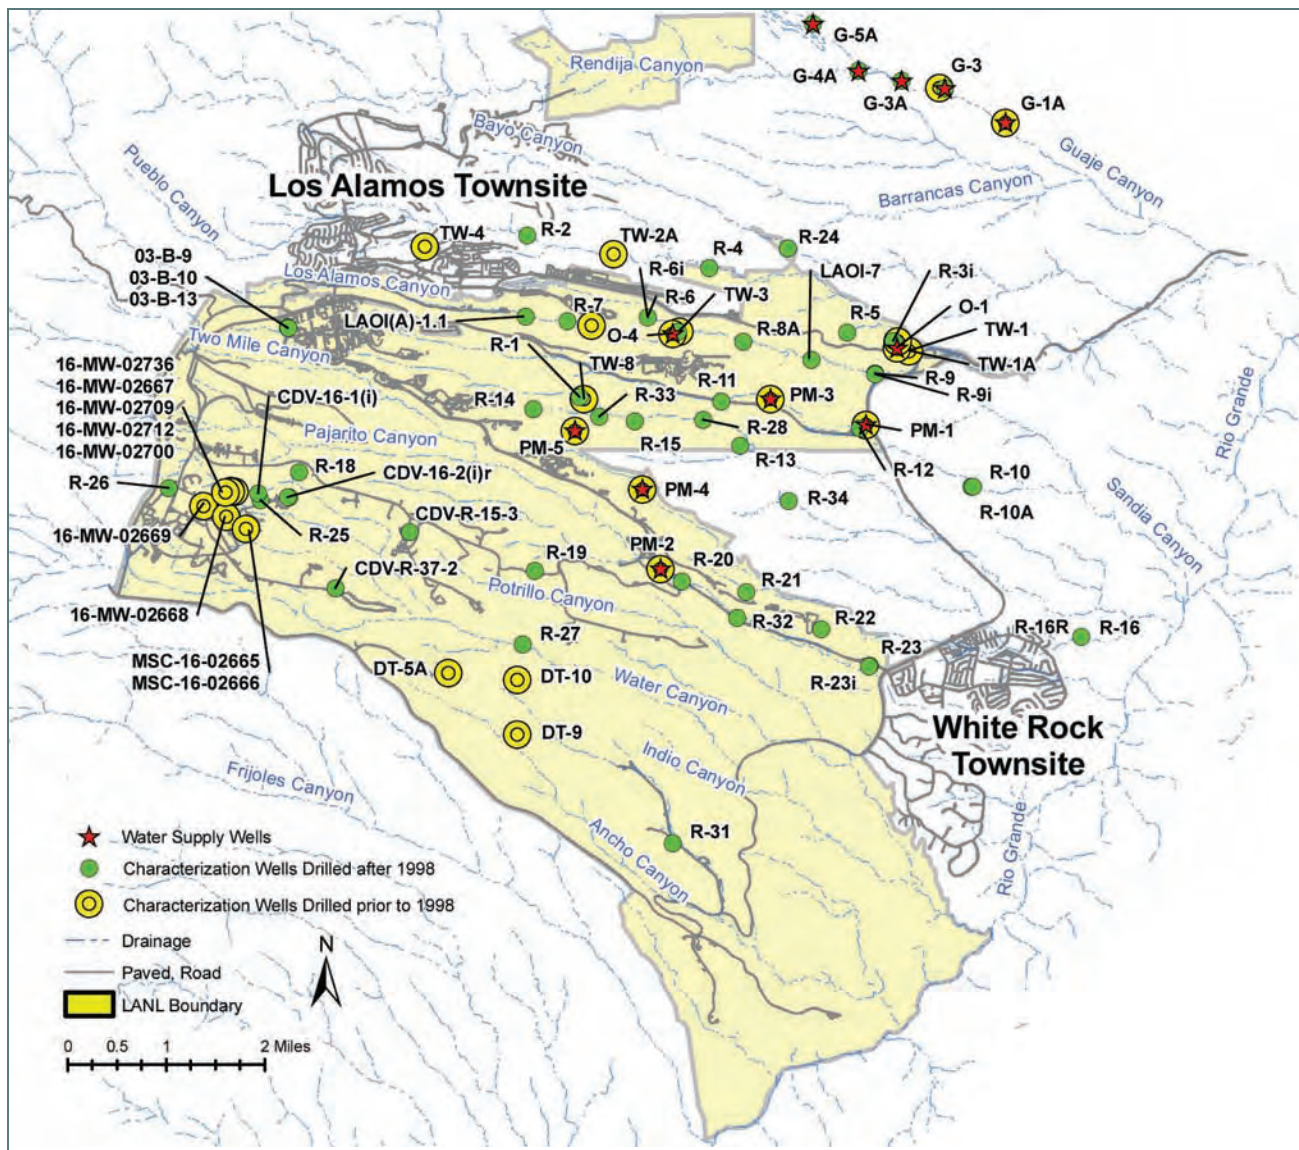 G-5A
Rendija Canyon
G-4A
G-3
G-3A
G-1A
Bayo Canyon
Guaje Canyon
Pueblo Canyon
Los Alamos Townsite
Barrancas Canyon
TW-4
R-2
TW-2A
R-4
R-24
03-B-9
03-B-10
03-B-13
Los Alamos Canyon
R-6i
R-6
TW-3
LAOI-7
R-3i
O-1
TW-1
TW-1A
R-7
LAOI(A)-1.1
O-4
R-8A
R-5
Two Mile Canyon
R-1
TW-8
R-9
R-9i
16-MW-02736
16-MW-02667
16-MW-02709
16-MW-02712
16-MW-02700
CDV-16-1(i)
R-14
R-33
R-11
PM-3
PM-1
Rio Grande
Pajarito Canyon
PM-5
R-15
R-28
R-13
R-12
R-26
R-18
CDV-16-2(i)r
PM-4
R-34
R-10
R-10A
Sandia Canyon
16-MW-02669
R-25
CDV-R-15-3
CDV-R-37-2
R-19
PM-2
R-20
R-21
Potrillo Canyon
16-MW-02668
R-32
R-22
R-16R
R-16
R-27
R-23
R-23i
MSC-16-02665
MSC-16-02666
DT-5A
DT-10
Water Canyon
DT-9
White Rock
Townsite
Indio Canyon
Frijoles Canyon
Ancho Canyon
R-31
Rio Grande
Water Supply Wells
Characterization Wells Drilled after 1998
Characterization Wells Drilled prior to 1998
Drainage
Paved, Road
LANL Boundary
N
0 0.5 1 2 Miles